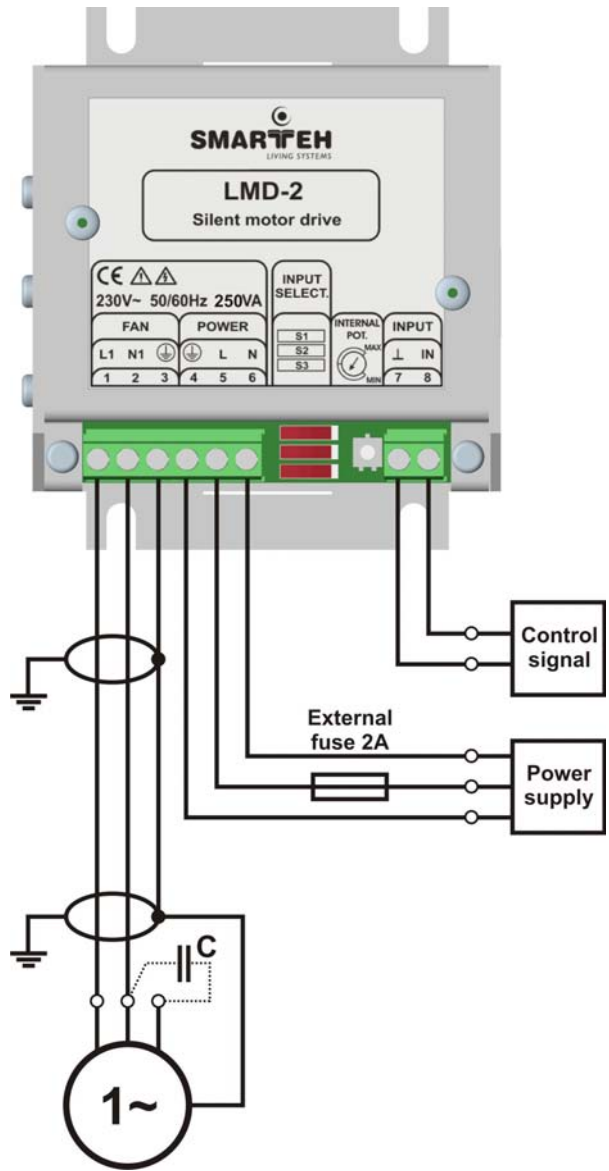 SMARTEH
LIVING SYSTEMS
LMD-2
Silent motor drive
CE
230V~ 50/60Hz 250VA
INPUT
SELECT.
FAN POWER
INTERNAL
POT.
INPUT
L1 N1 L N
S1
S2
S3
MAX
MIN
⊥ IN
1 2 3 4 5 6
7 8
Control
signal
External
fuse 2A
Power
supply
C
1~